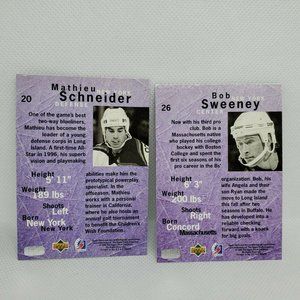 20
Mathieu
Schneider
DEFENSE
One of the game's best
two-way blueliners,
Mathieu has become
the leader of a young
defense corps in Long
Island. A first-time All-
Star in 1996, his superb
vision and playmaking
abilities make him the
prototypical powerplay
specialist. In the
offseason, Mathieu
works with a personal
trainer in California,
where he also hosts an
annual golf tournament
to benefit the Children's
Wish Foundation.
Height
5' 11"
Weight
189 lbs
Shoots
Left
Born
New York
New York
26
Bob
Sweeney
CENTER
Now with his third pro
club, Bob is a
Massachusetts native
who played his college
hockey with Boston
College and spent the
first six seasons of his
pro career in the Bs'
organization. Bob, his
wife Angela and their
son Ryan made the
move to Long Island
this fall after two
seasons in Buffalo. He
has developed into a
reliable checking
forward with a knack
for big goals.
Height
6' 3"
Weight
200 lbs
Shoots
Right
Born
Concord
Massachusetts